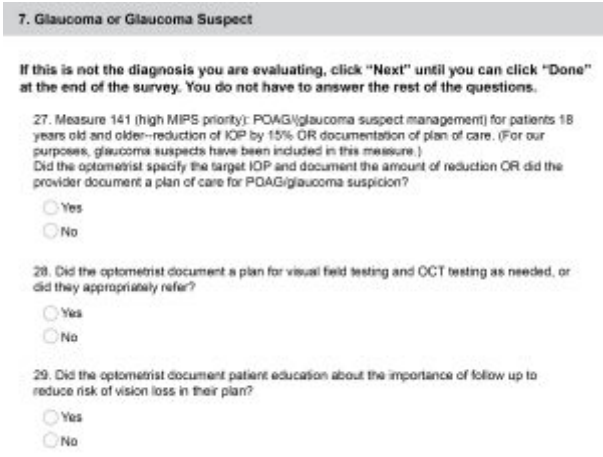 7. Glaucoma or Glaucoma Suspect
If this is not the diagnosis you are evaluating, click "Next" until you can click "Done"
at the end of the survey. You do not have to answer the rest of the questions.
27. Measure 141 (high MIPS priority): POAG/(glaucoma suspect management) for patients 18
years old and older--reduction of IOP by 15% OR documentation of plan of care. (For our
purposes, glaucoma suspects have been included in this measure.)
Did the optometrist specify the target IOP and document the amount of reduction OR did the
provider document a plan of care for POAG/glaucoma suspicion?
Yes
No
28. Did the optometrist document a plan for visual field testing and OCT testing as needed, or
did they appropriately refer?
Yes
No
29. Did the optometrist document patient education about the importance of follow up to
reduce risk of vision loss in their plan?
Yes
No